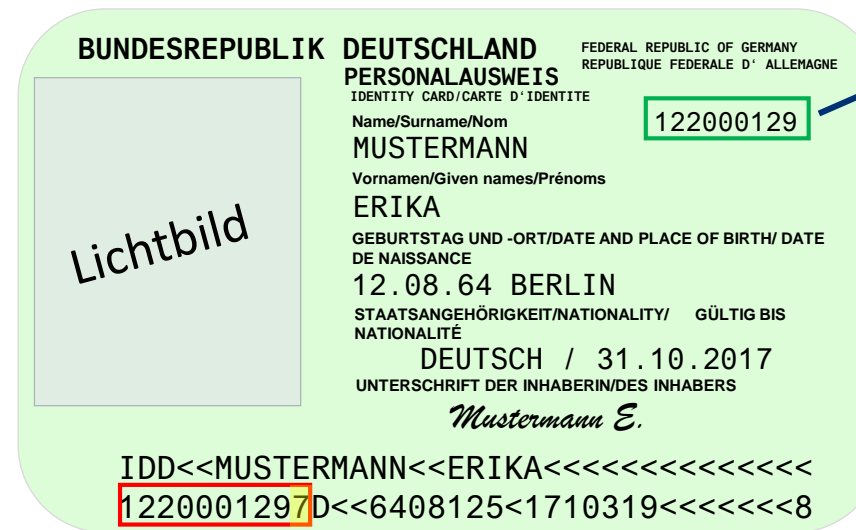 BUNDESREPUBLIK DEUTSCHLAND
FEDERAL REPUBLIC OF GERMANY
REPUBLIQUE FEDERALE D‘ ALLEMAGNE
PERSONALAUSWEIS
IDENTITY CARD/CARTE D‘IDENTITE
122000129
Name/Surname/Nom
MUSTERMANN
Vornamen/Given names/Prénoms
ERIKA
Lichtbild
GEBURTSTAG UND -ORT/DATE AND PLACE OF BIRTH/ DATE
DE NAISSANCE
12.08.64 BERLIN
STAATSANGEHÖRIGKEIT/NATIONALITY/ GÜLTIG BIS
NATIONALITÉ
DEUTSCH / 31.10.2017
UNTERSCHRIFT DER INHABERIN/DES INHABERS
Mustermann E.
IDD<<MUSTERMANN<<ERIKA<<<<<<<<<<<<<<
1220001297D<<6408125<1710319<<<<<<<8